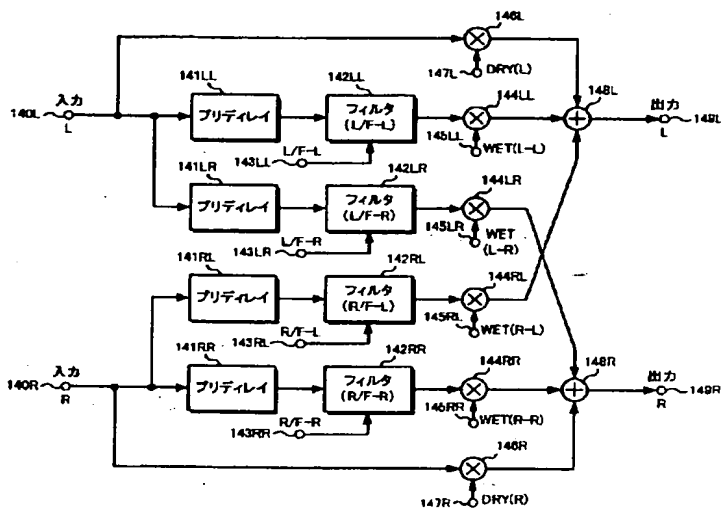 146L
147L DRY(L)
141LL
142LL
144LL
148L
入力
140L
L
プリディレイ
フィルタ
(L/F-L)
出力
L
149L
145LL
WET(L-L)
143LL
L/F-L
141LR
142LR
144LR
プリディレイ
フィルタ
(L/F-R)
145LR
WET
(L-R)
143LR
L/F-R
141RL
142RL
144RL
プリディレイ
フィルタ
(R/F-L)
145RL
WET(R-L)
143RL
R/F-L
141RR
142RR
144RR
148R
入力
140R
R
プリディレイ
フィルタ
(R/F-R)
出力
R
149R
145RR
WET(R-R)
143RR
R/F-R
146R
147R DRY(R)